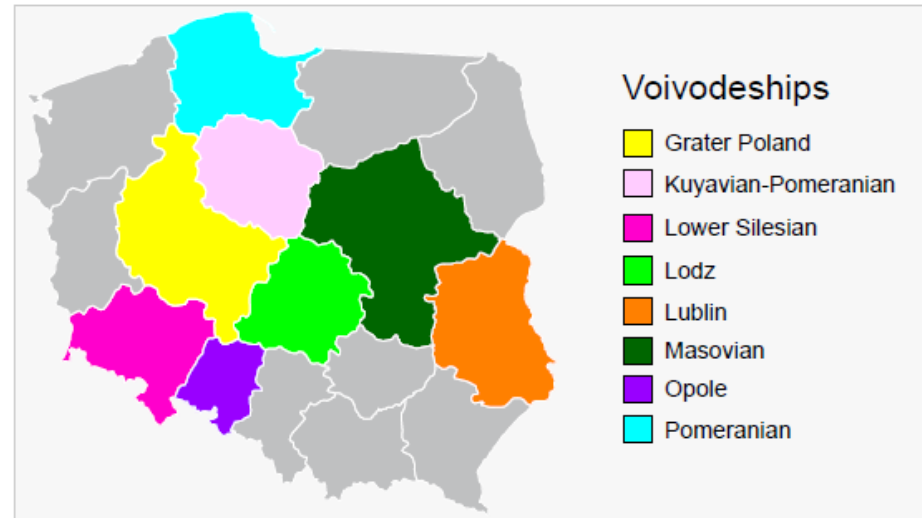 Voivodeships
Grater Poland
Kuyavian-Pomeranian
Lower Silesian
Lodz
Lublin
Masovian
Opole
Pomeranian